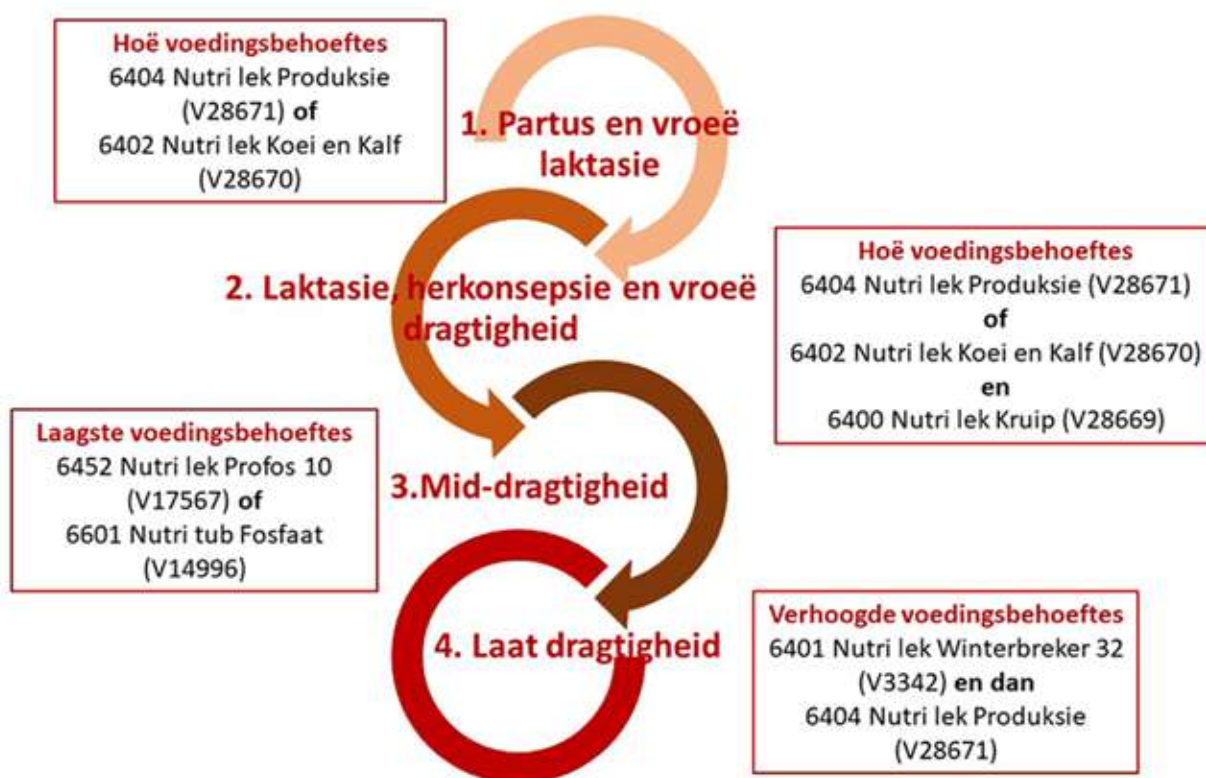 Hoë voedingsbehoeftes
6404 Nutri lek Produksie
(V28671) of
6402 Nutri lek Koei en Kalf
(V28670)
1. Partus en vroeë
laktasie
2. Laktasie, herkonsepsie en vroeë
dragtigheid
Hoë voedingsbehoeftes
6404 Nutri lek Produksie (V28671)
of
6402 Nutri lek Koei en Kalf (V28670)
en
6400 Nutri lek Kruip (V28669)
Laagste voedingsbehoeftes
6452 Nutri lek Profos 10
(V17567) of
6601 Nutri tub Fosfaat
(V14996)
3.Mid-dragtigheid
4. Laat dragtigheid
Verhoogde voedingsbehoeftes
6401 Nutri lek Winterbreker 32
(V3342) en dan
6404 Nutri lek Produksie
(V28671)